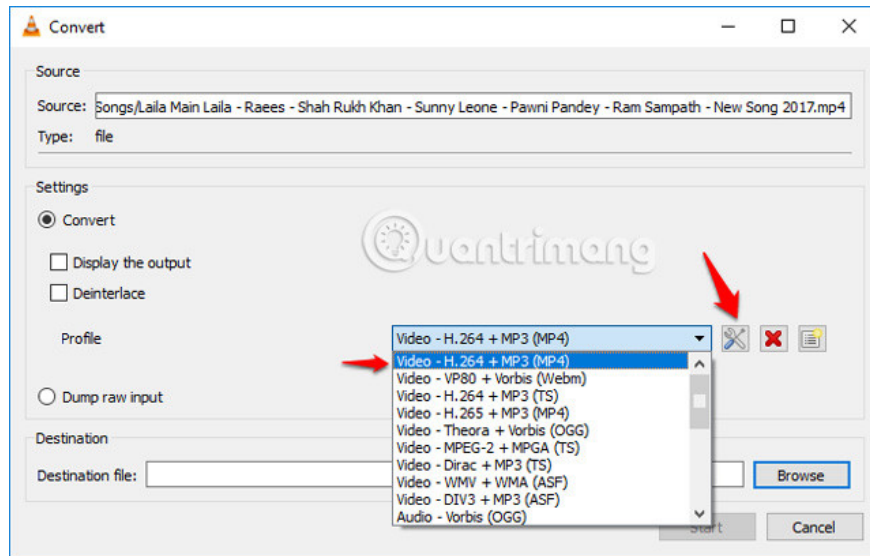 Convert
Source
Source: Songs/Laila Main Laila - Raees - Shah Rukh Khan - Sunny Leone - Pawni Pandey - Ram Sampath - New Song 2017.mp4
Type: file
Settings
Convert
Quantrimang
Display the output
Deinterlace
Profile
Video - H.264 + MP3 (MP4)
Video - H.264 + MP3 (MP4)
Video - VP80 + Vorbis (Webm)
Video - H.264 + MP3 (TS)
Video - H.265 + MP3 (MP4)
Dump raw input
Video - Theora + Vorbis (OGG)
Destination
Video - MPEG-2 + MPGA (TS)
Video - Dirac + MP3 (TS)
Destination file:
Browse
Video - WMV + WMA (ASF)
Video - DIV3 + MP3 (ASF)
Audio - Vorbis (OGG)
Start
Cancel